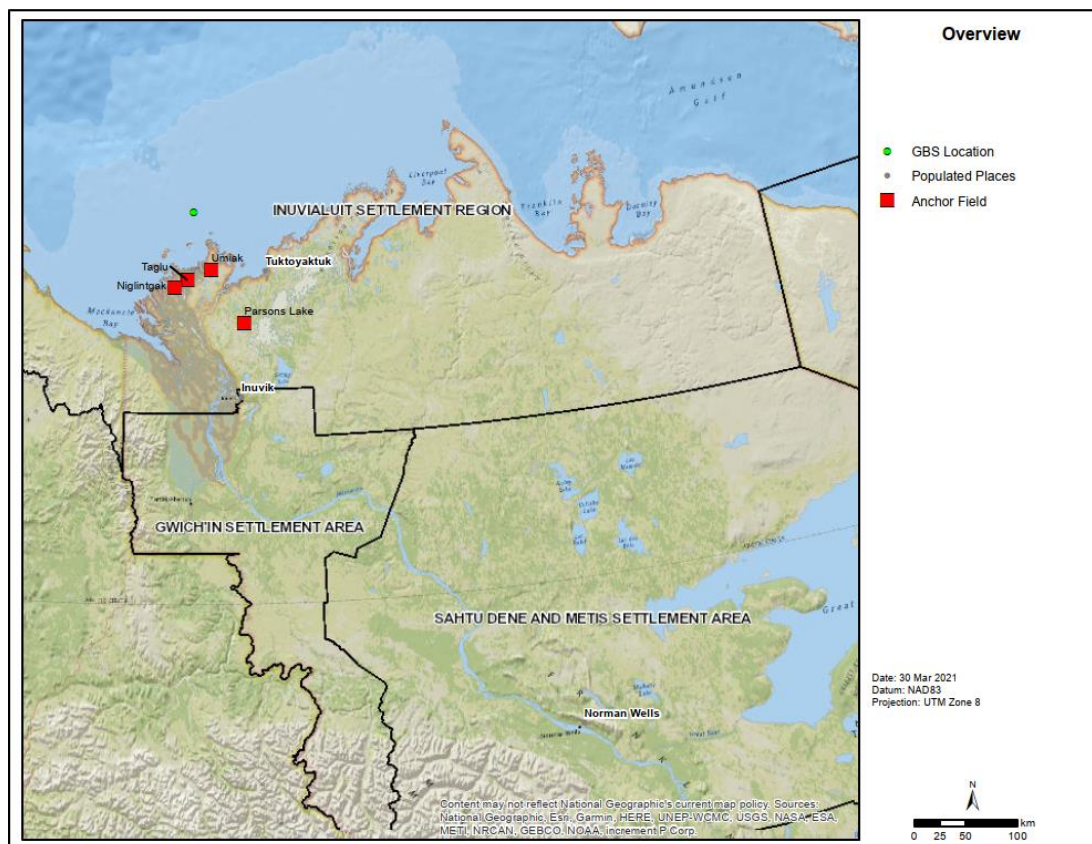 Overview
GBS Location
Populated Places
Anchor Field
Amundsen
Gulf
Liverpool
Bay
Franklin
Bay
Darnley
Bay
INUVIALUIT SETTLEMENT REGION
Umiak
Tuktoyaktuk
Taglu
Niglintgak
Mackenzie
Bay
Parsons Lake
Inuvik
GWICH'IN SETTLEMENT AREA
SAHTU DENE AND METIS SETTLEMENT AREA
Great
Norman Wells
Norman Wells
Date: 30 Mar 2021
Datum: NAD83
Projection: UTM Zone 8
Content may not reflect National Geographic's current map policy. Sources:
National Geographic, Esri, Garmin, HERE, UNEP-WCMC, USGS, NASA, ESA,
METI, NRCAN, GEBCO, NOAA, increment P Corp.
N
km
0 25 50 100